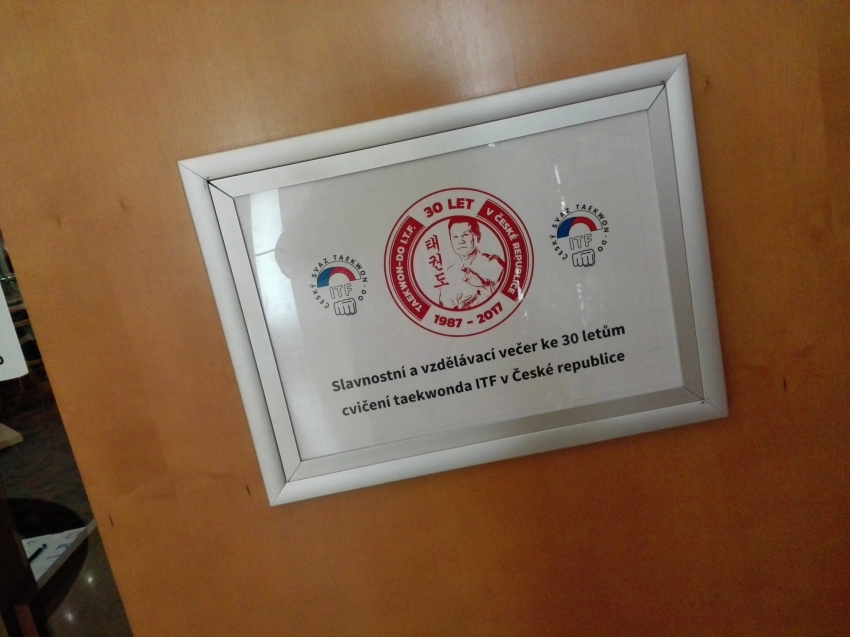 30 LET
V ČESKÉ REPUBLICE
TAEKWON-DO I.T.F.
태권도
1987 - 2017
ČESKÝ SVAZ TAEKWON-DO
ITF
ČESKÝ SVAZ TAEKWON-DO
ITF
Slavnostní a vzdělávací večer ke 30 letům
cvičení taekwonda ITF v České republice